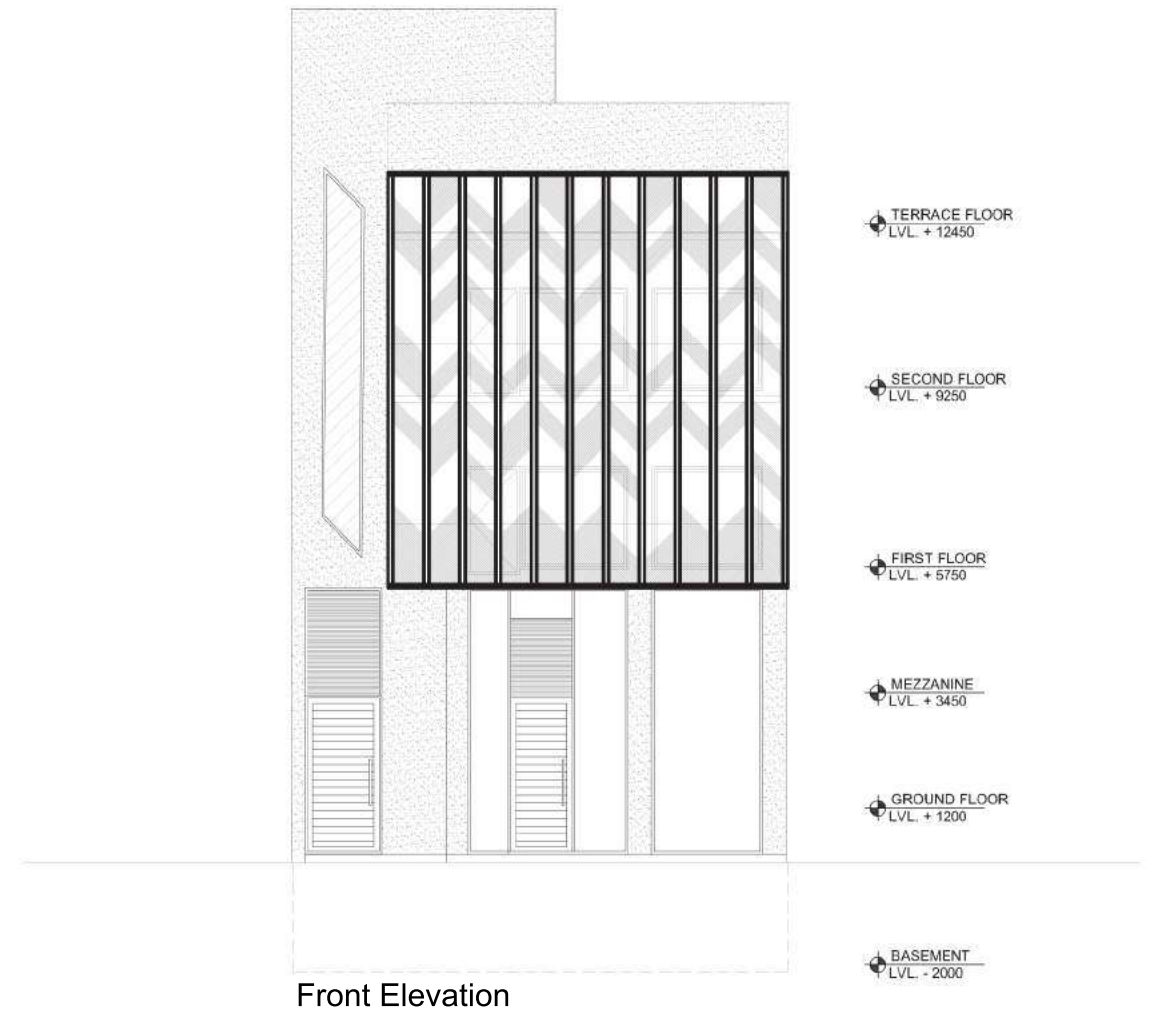 TERRACE FLOOR
LVL. + 12450
SECOND FLOOR
LVL. + 9250
FIRST FLOOR
LVL. + 5750
MEZZANINE
LVL. + 3450
GROUND FLOOR
LVL. + 1200
BASEMENT
LVL. - 2000
Front Elevation